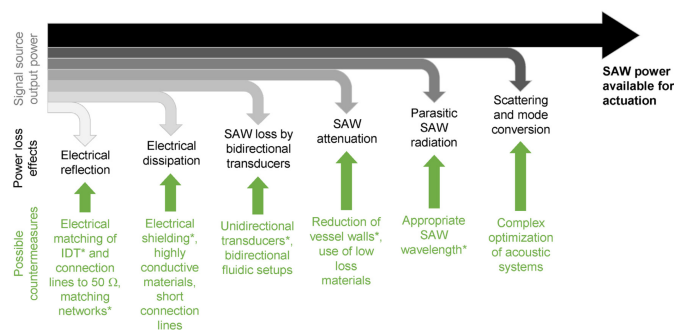 Signal source
output power
SAW power
available for
actuation
Power loss
effects
Electrical
reflection
Electrical
dissipation
SAW loss by
bidirectional
transducers
SAW
attenuation
Parasitic
SAW
radiation
Scattering
and mode
conversion
Possible
countermeasures
Electrical
matching of
IDT* and
connection
lines to 50 Ω,
matching
networks*
Electrical
shielding*,
highly
conductive
materials,
short
connection
lines
Unidirectional
transducers*,
bidirectional
fluidic setups
Reduction of
vessel walls*,
use of low
loss
materials
Appropriate
SAW
wavelength*
Complex
optimization
of acoustic
systems